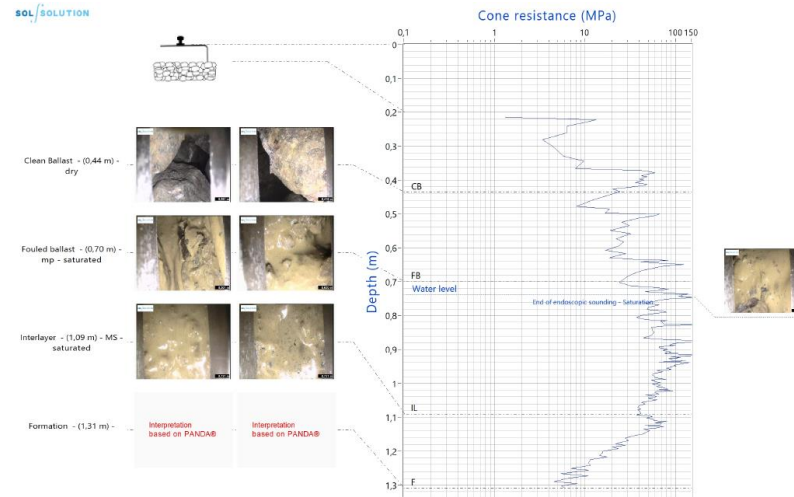 SOL SOLUTION
Cone resistance (MPa)
0,1
1
10
100 150
0
0,1
0,2
0,3
0,4
0,5
0,6
0,7
0,8
0,9
1
1,1
1,2
1,3
Depth (m)
Clean Ballast - (0,44 m) -
dry
CB
Fouled ballast - (0,70 m) -
mp - saturated
FB
Water level
End of endoscopic sounding - Saturation
Interlayer - (1,09 m) - MS -
saturated
IL
Formation - (1,31 m) -
Interpretation
based on PANDA®
Interpretation
based on PANDA®
F